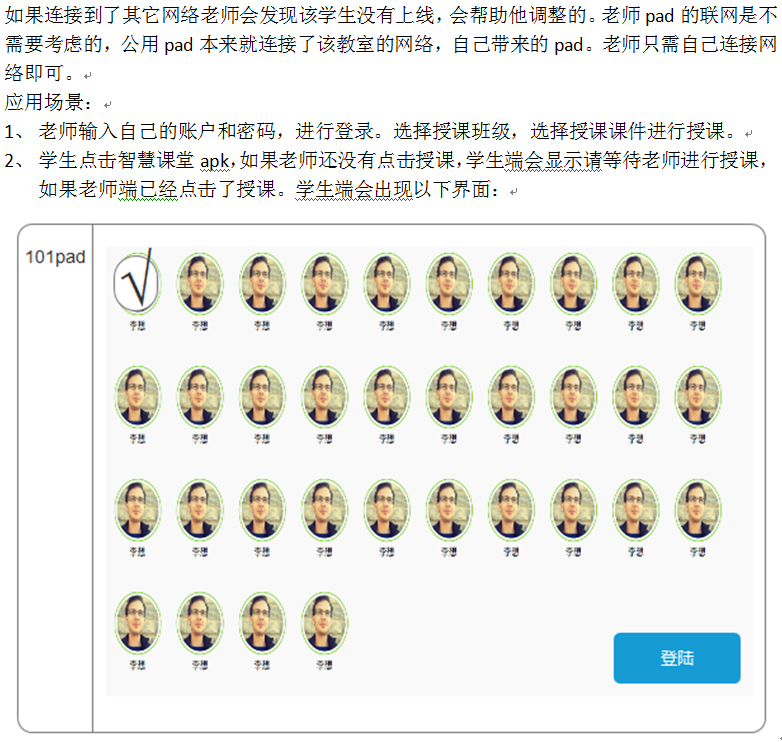 如果连接到了其它网络老师会发现该学生没有上线，会帮助他调整的。老师 pad 的联网是不
需要考虑的，公用 pad 本来就连接了该教室的网络，自己带来的 pad。老师只需自己连接网
络即可。
应用场景：
1、 老师输入自己的账户和密码，进行登录。选择授课班级，选择授课课件进行授课。
2、 学生点击智慧课堂 apk，如果老师还没有点击授课，学生端会显示请等待老师进行授课，
如果老师端已经点击了授课。学生端会出现以下界面：
101pad
李想 李想 李想 李想 李想 李想 李想 李想 李想 李想
李想 李想 李想 李想 李想 李想 李想 李想 李想 李想
李想 李想 李想 李想 李想 李想 李想 李想 李想 李想
李想 李想 李想 李想
登陆